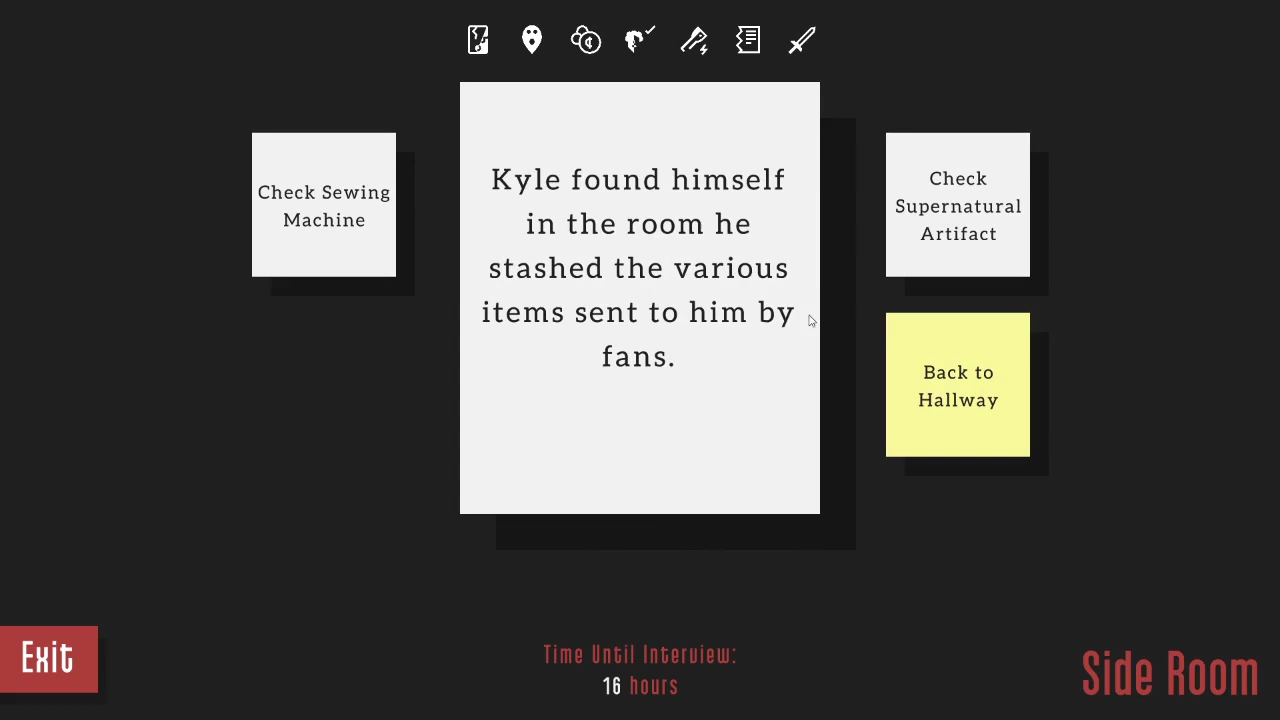 Check Sewing
Machine
Kyle found himself
in the room he
stashed the various
items sent to him by
fans.
Check
Supernatural
Artifact
Back to
Hallway
Exit
Time Until Interview:
16 hours
Side Room